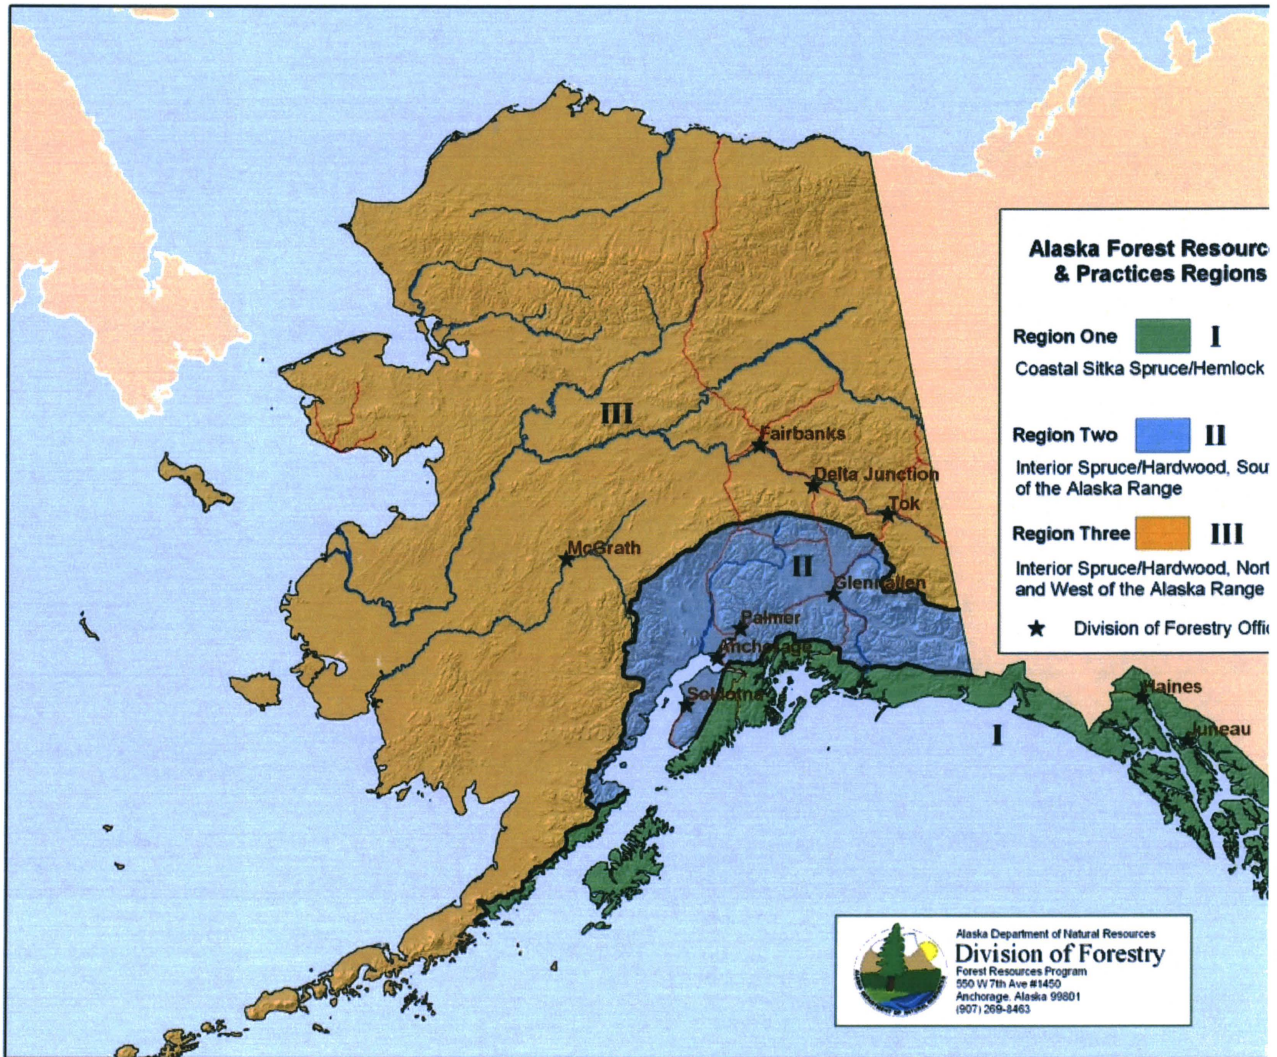 Alaska Forest Resourc
& Practices Regions
Region One I
Coastal Sitka Spruce/Hemlock
Region Two II
Interior Spruce/Hardwood, Sou
of the Alaska Range
Region Three III
Interior Spruce/Hardwood, Nort
and West of the Alaska Range
Division of Forestry Offic
III
Fairbanks
Delta Junction
Tok
McGrath
II
Glennallen
Palmer
Anchorage
Soldotna
Haines
Juneau
I
Alaska Department of Natural Resources
Division of Forestry
Forest Resources Program
550 W 7th Ave #1450
Anchorage, Alaska 99801
(907) 269-8463